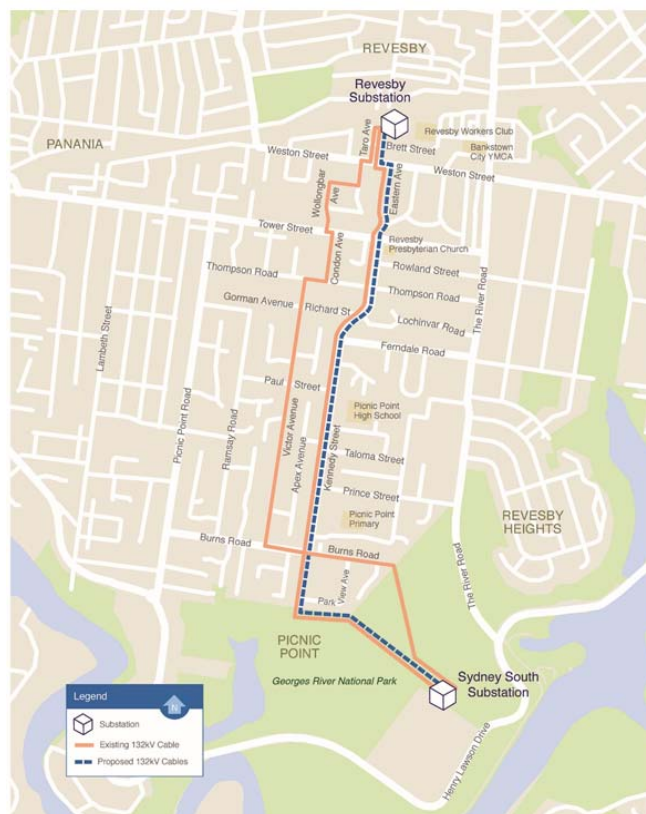 REVESBY
Revesby
Substation
Revesby Workers Club
Taro Ave
Brett Street
Bankstown
City YMCA
PANANIA
Weston Street
Weston Street
Eastern Ave
Wollongbar
Ave
Tower Street
Revesby
Presbyterian Church
Condon Ave
Rowland Street
Thompson Road
Thompson Road
The River Road
Gorman Avenue
Richard St
Lochinvar Road
Lambeth Street
Ferndale Road
Picnic Point Road
Ramsay Road
Paul Street
Victor Avenue
Picnic Point
High School
Apex Avenue
Kennedy Street
Taloma Street
Prince Street
Picnic Point
Primary
REVESBY
HEIGHTS
Burns Road
Burns Road
The River Road
Park
View Ave
PICNIC
POINT
Georges River National Park
Sydney South
Substation
Henry Lawson Drive
Legend
N
Substation
Existing 132kV Cable
Proposed 132kV Cables